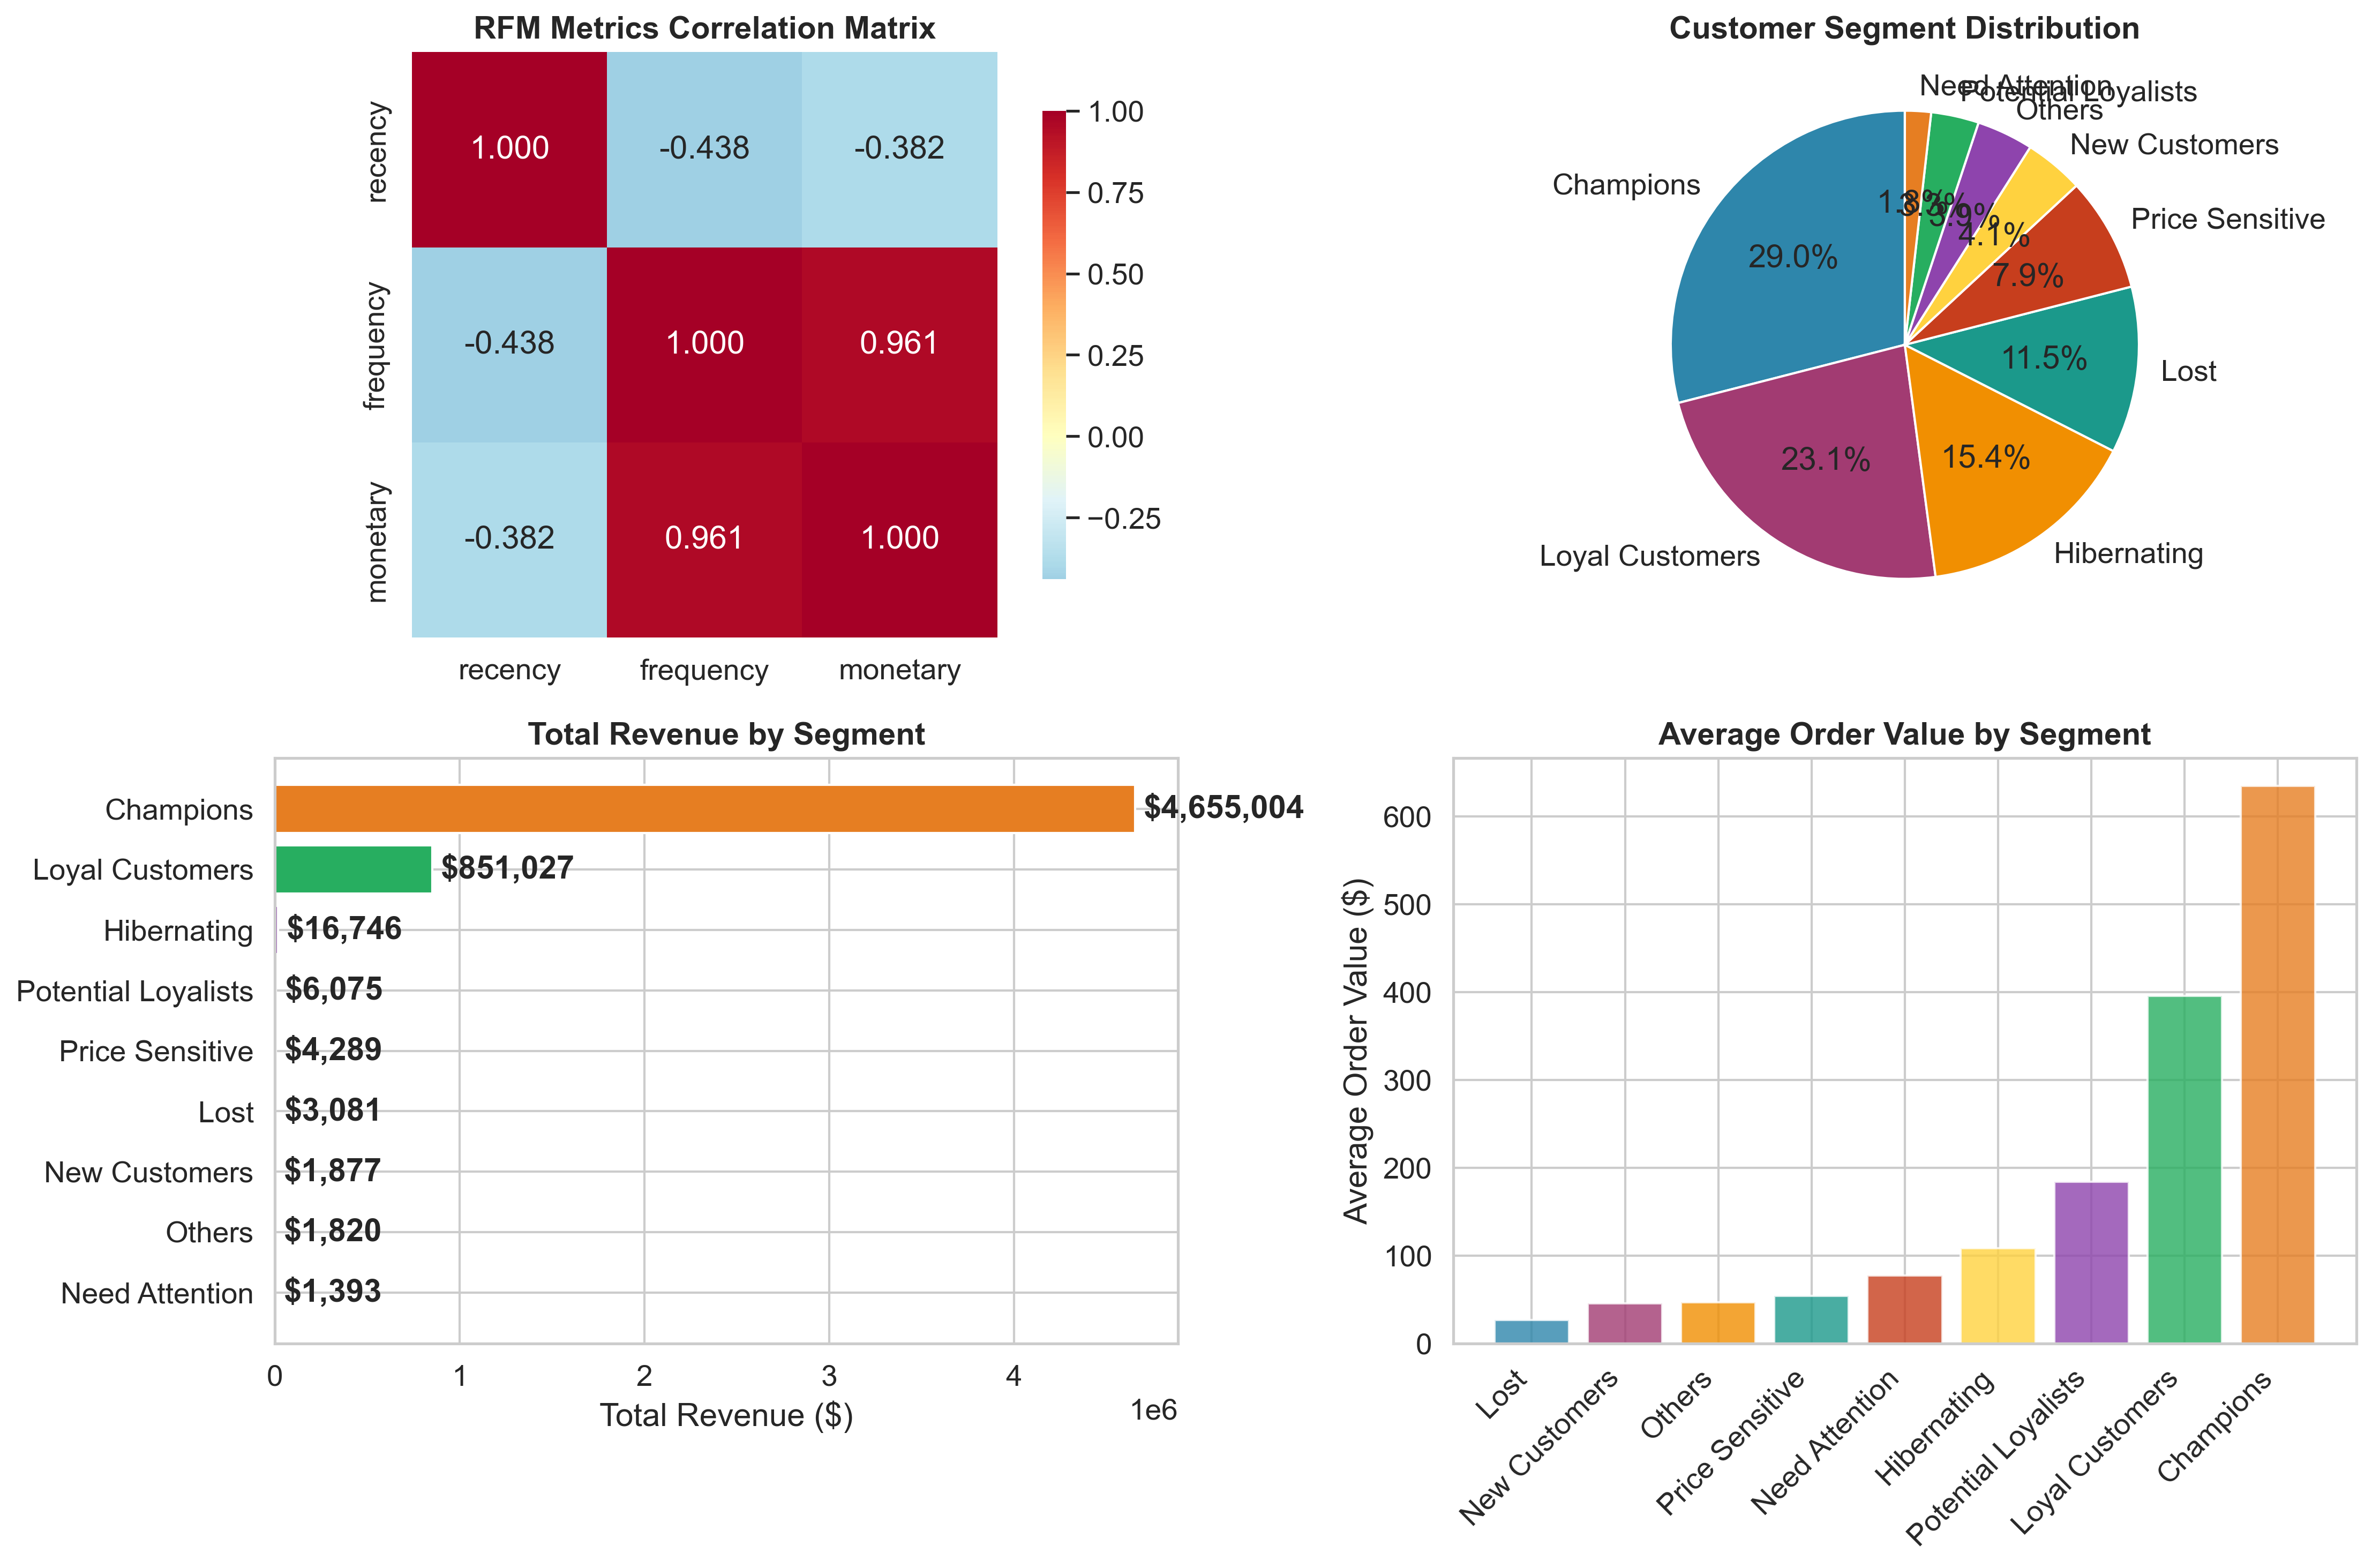 RFM Metrics Correlation Matrix
recency
frequency
monetary
1.000 -0.438 -0.382
-0.438 1.000 0.961
-0.382 0.961 1.000
recency frequency monetary
1.00
0.75
0.50
0.25
0.00
−0.25
Customer Segment Distribution
Need Attention
Potential Loyalists
Others
New Customers
Price Sensitive
Lost
Hibernating
Loyal Customers
Champions
1.8%
3.3%
3.9%
4.1%
7.9%
11.5%
15.4%
23.1%
29.0%
Total Revenue by Segment
Champions $4,655,004
Loyal Customers $851,027
Hibernating $16,746
Potential Loyalists $6,075
Price Sensitive $4,289
Lost $3,081
New Customers $1,877
Others $1,820
Need Attention $1,393
0 1 2 3 4
1e6
Total Revenue ($)
Average Order Value by Segment
Average Order Value ($)
600
500
400
300
200
100
0
Lost
New Customers
Others
Price Sensitive
Need Attention
Hibernating
Potential Loyalists
Loyal Customers
Champions